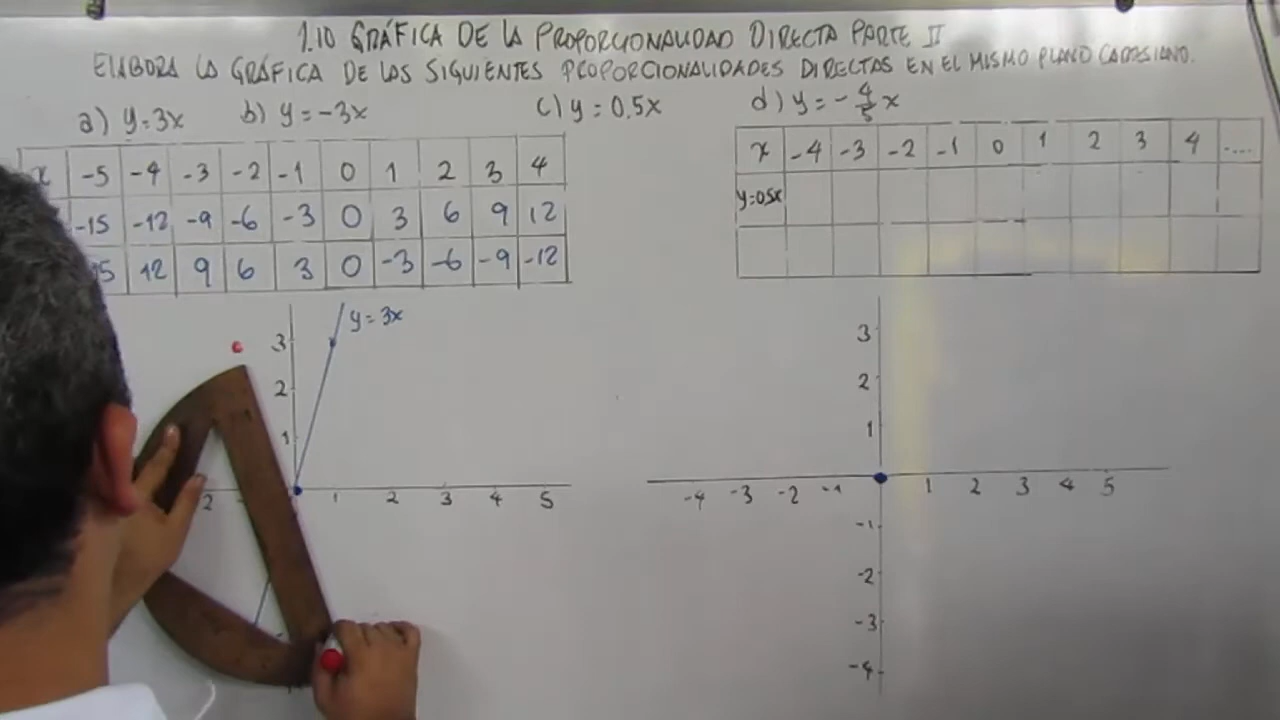 1.10 GRÁFICA DE LA PROPORCIONALIDAD DIRECTA PARTE II
ELABORA LA GRÁFICA DE LAS SIGUIENTES PROPORCIONALIDADES DIRECTAS EN EL MISMO PLANO CARTESIANO.
a) y=3x b) y=-3x c) y=0.5x d) y=-4/5 x
x -5 -4 -3 -2 -1 0 1 2 3 4
-15 -12 -9 -6 -3 0 3 6 9 12
12 9 6 3 0 -3 -6 -9 -12
x -4 -3 -2 -1 0 1 2 3 4 ....
y=0.5x
y=3x
3
2
1
2 1 2 3 4 5
3
2
1
-4 -3 -2 -1 1 2 3 4 5
-1
-2
-3
-4